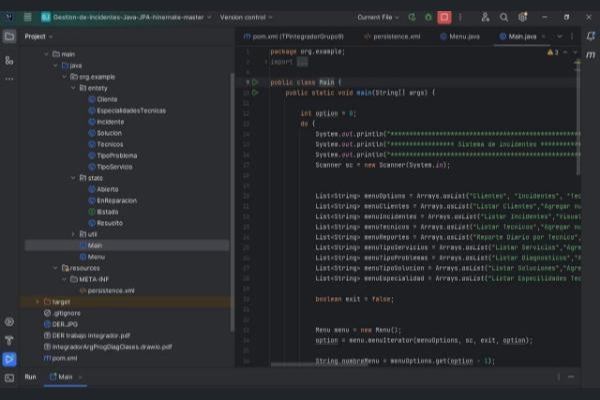 Gestion-de-Incidentes-Java-JPA-hinernate-master
Version control
Current File
Project
pom.xml (TPIntegradorGrupo9)
persistence.xml
Menu.java
Main.java
main
java
org.example
entety
Cliente
EspecialidadesTecnicas
Incidente
Solucion
Tecnicos
TipoProblema
TipoServicio
state
Abierto
EnReparacion
IEstado
Resuelto
util
Main
Menu
resources
META-INF
persistence.xml
target
.gitignore
DER.JPG
DER trabajo integrador.pdf
IntegradorArgProgDiagClases.drawio.pdf
pom.xml
package org.example;
import ...
public class Main {
public static void main(String[] args) {
int option = 0;
do {
System.out.println("
System.out.println("**************** Sistema de incidentes
System.out.println("
Scanner sc = new Scanner(System.in);
List<String> menuOptions = Arrays.asList("Clientes", "Incidentes", "Tec
List<String> menuClientes = Arrays.asList("Listar Clientes","Agregar nu
List<String> menuIncidentes = Arrays.asList("Listar Incidentes","Visual
List<String> menuTecnicos = Arrays.asList("Listar Tecnicos","Agregar nu
List<String> menuReportes = Arrays.asList("Reporte Diario por Tecnico",
List<String> menuTipoServicios = Arrays.asList("Listar Servicios","Agre
List<String> menuTipoProblemas = Arrays.asList("Listar Diagnosticos","A
List<String> menuTipoSolucion = Arrays.asList("Listar Soluciones","Agre
List<String> menuEspecialidad = Arrays.asList("Listar Especilidades Tec
boolean exit = false;
Menu menu = new Menu();
option = menu.menuIterator(menuOptions, sc, exit, option);
String nombreMenu = menuOptions.get(option - 1);
Run
Main